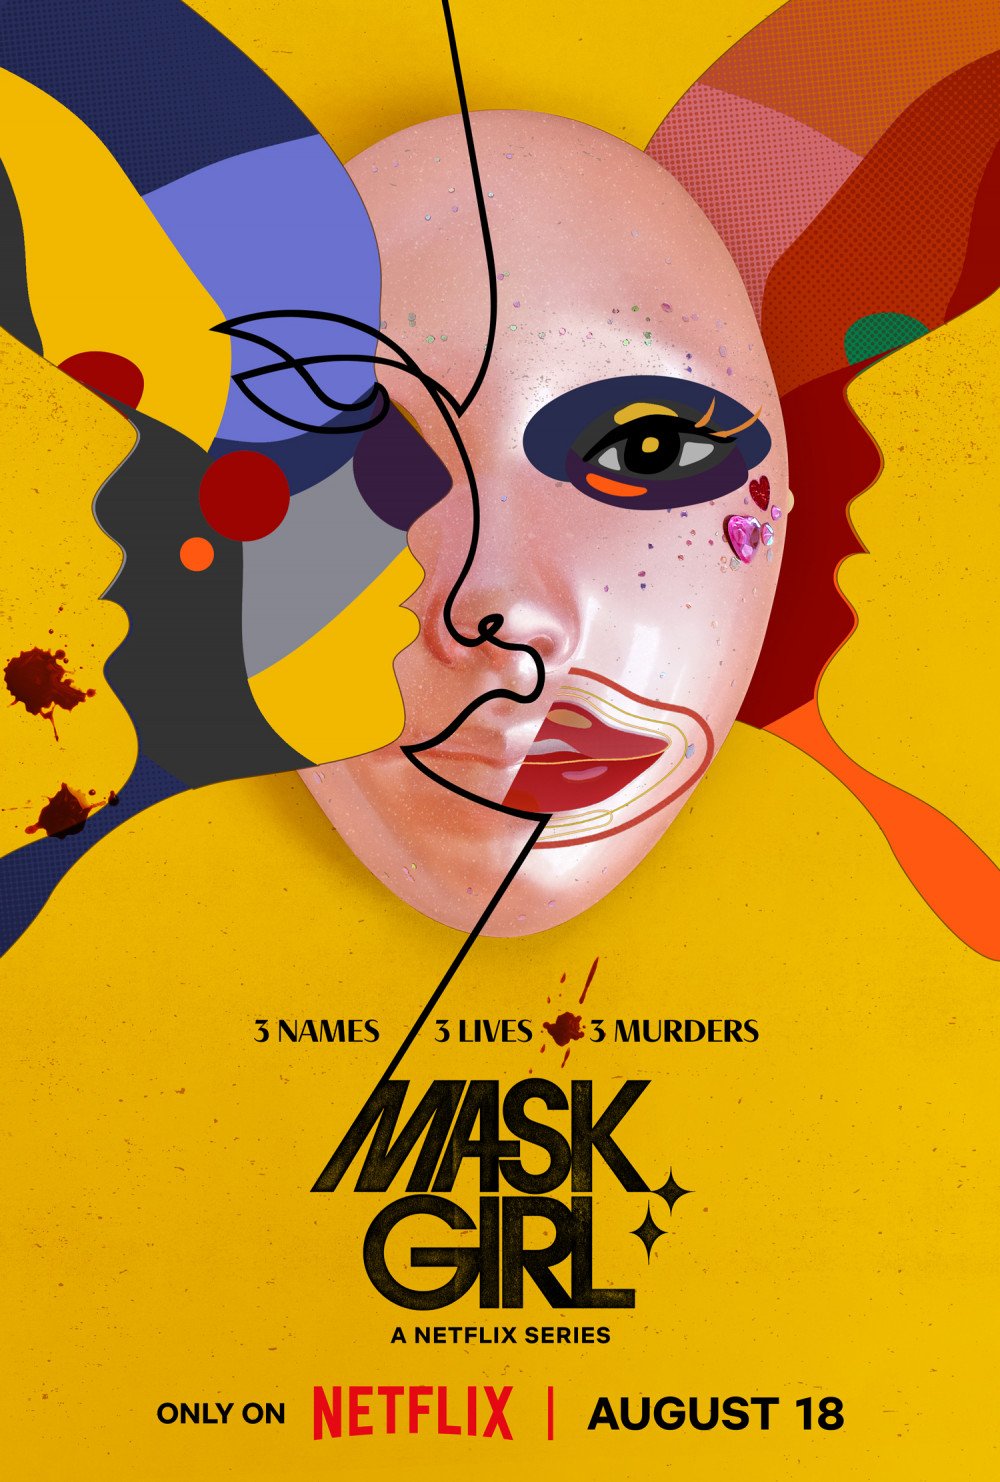 3 NAMES 3 LIVES 3 MURDERS
MASK
GIRL
A NETFLIX SERIES
ONLY ON NETFLIX | AUGUST 18